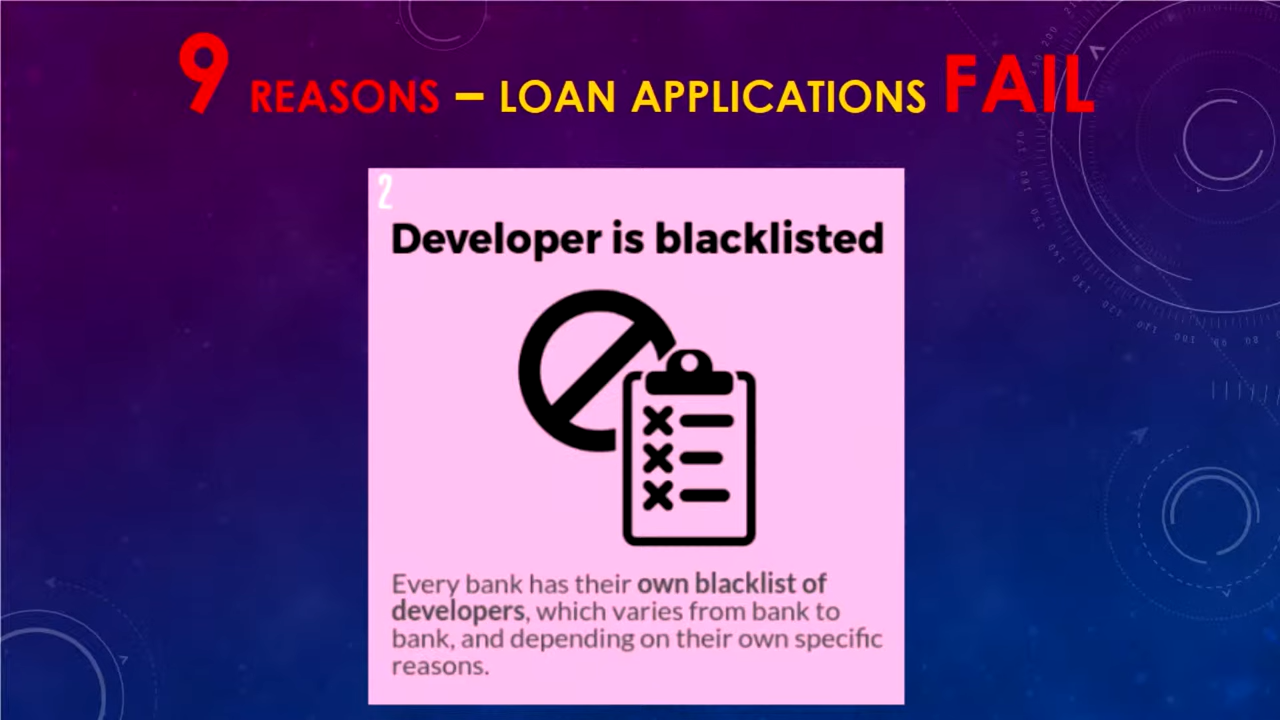 9 REASONS – LOAN APPLICATIONS FAIL
2
Developer is blacklisted
Every bank has their own blacklist of
developers, which varies from bank to
bank, and depending on their own specific
reasons.